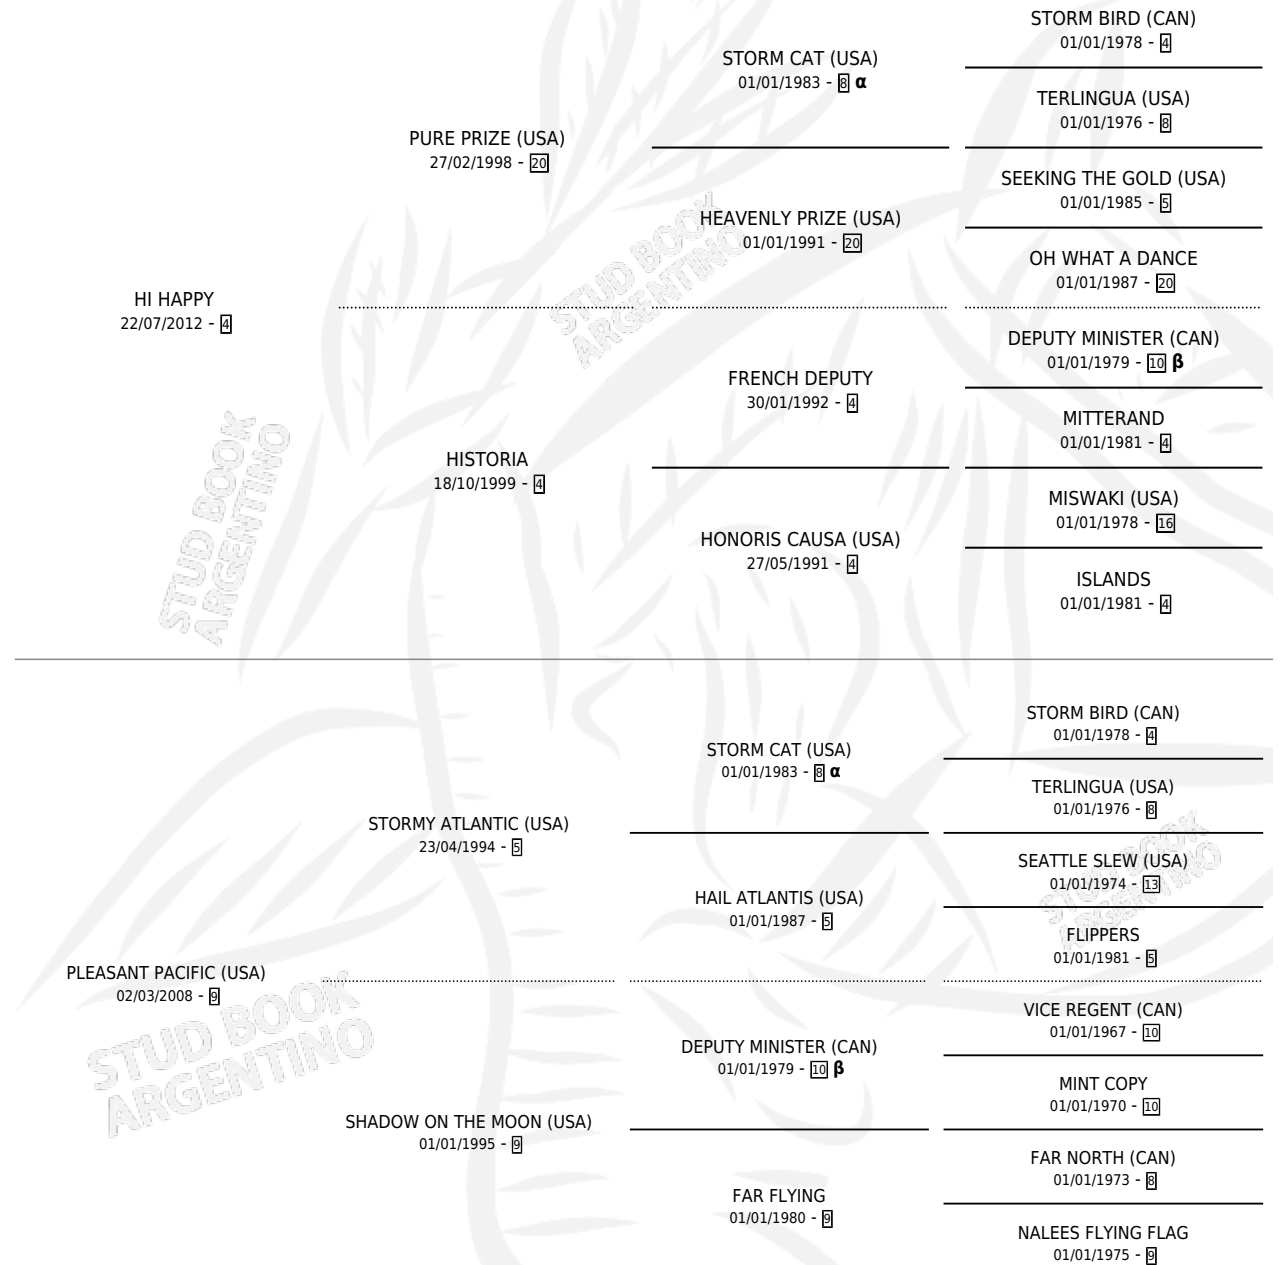 STORM BIRD (CAN)
01/01/1978 - 4
STORM CAT (USA)
01/01/1983 - 8 α
TERLINGUA (USA)
01/01/1976 - 8
PURE PRIZE (USA)
27/02/1998 - 20
SEEKING THE GOLD (USA)
01/01/1985 - 5
HEAVENLY PRIZE (USA)
01/01/1991 - 20
OH WHAT A DANCE
01/01/1987 - 20
HI HAPPY
22/07/2012 - 4
DEPUTY MINISTER (CAN)
01/01/1979 - 10 β
FRENCH DEPUTY
30/01/1992 - 4
MITTERAND
01/01/1981 - 4
HISTORIA
18/10/1999 - 4
MISWAKI (USA)
01/01/1978 - 16
HONORIS CAUSA (USA)
27/05/1991 - 4
ISLANDS
01/01/1981 - 4
STUD BOOK
ARGENTINO
STUD BOOK
ARGENTINO
STORM BIRD (CAN)
01/01/1978 - 4
STORM CAT (USA)
01/01/1983 - 8 α
TERLINGUA (USA)
01/01/1976 - 8
STORMY ATLANTIC (USA)
23/04/1994 - 5
SEATTLE SLEW (USA)
01/01/1974 - 13
HAIL ATLANTIS (USA)
01/01/1987 - 5
FLIPPERS
01/01/1981 - 5
PLEASANT PACIFIC (USA)
02/03/2008 - 9
VICE REGENT (CAN)
01/01/1967 - 10
DEPUTY MINISTER (CAN)
01/01/1979 - 10 β
MINT COPY
01/01/1970 - 10
SHADOW ON THE MOON (USA)
01/01/1995 - 9
FAR NORTH (CAN)
01/01/1973 - 8
FAR FLYING
01/01/1980 - 9
NALEES FLYING FLAG
01/01/1975 - 9
STUD BOOK
ARGENTINO
STUD BOOK
ARGENTINO